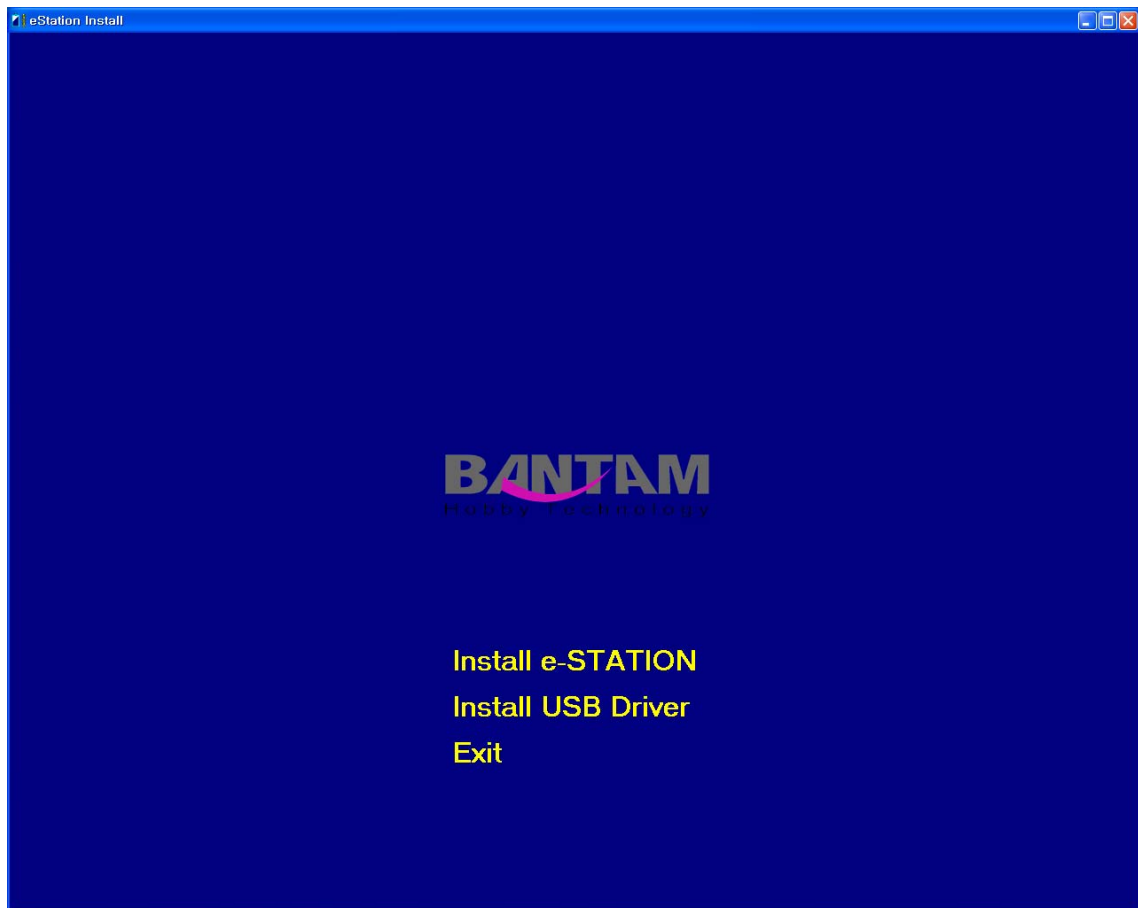 eStation Install
BANTAM
Hobby Technology
Install e-STATION
Install USB Driver
Exit